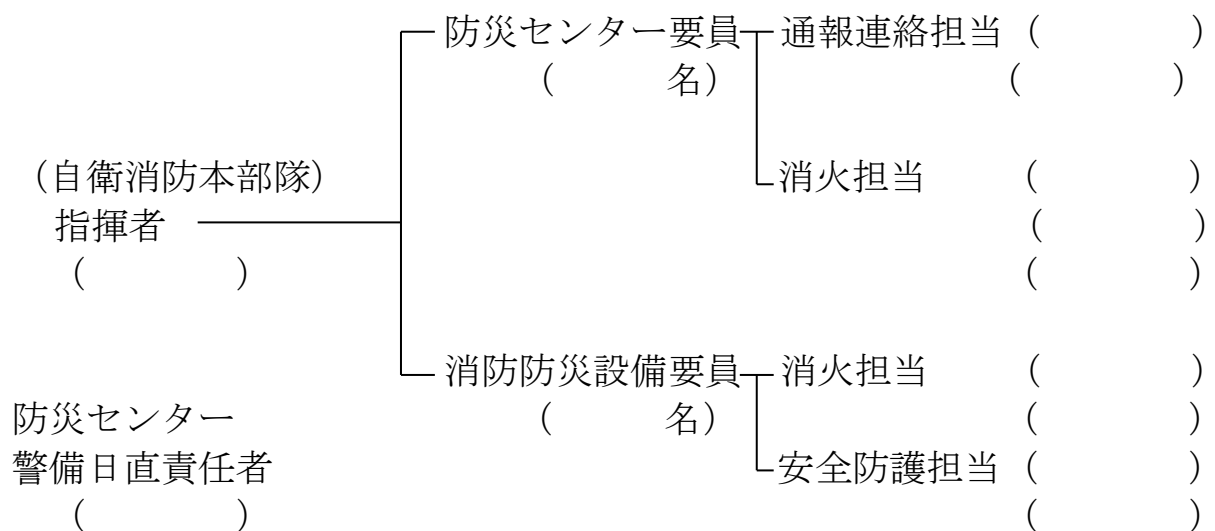 防災センター要員 通報連絡担当 (　　　)
(　　名) (　　　)
(自衛消防本部隊) 消火担当 (　　　)
指揮者 (　　　)
(　　　) (　　　)
消防防災設備要員 消火担当 (　　　)
防災センター (　　名) (　　　)
警備日直責任者 安全防護担当 (　　　)
(　　　) (　　　)